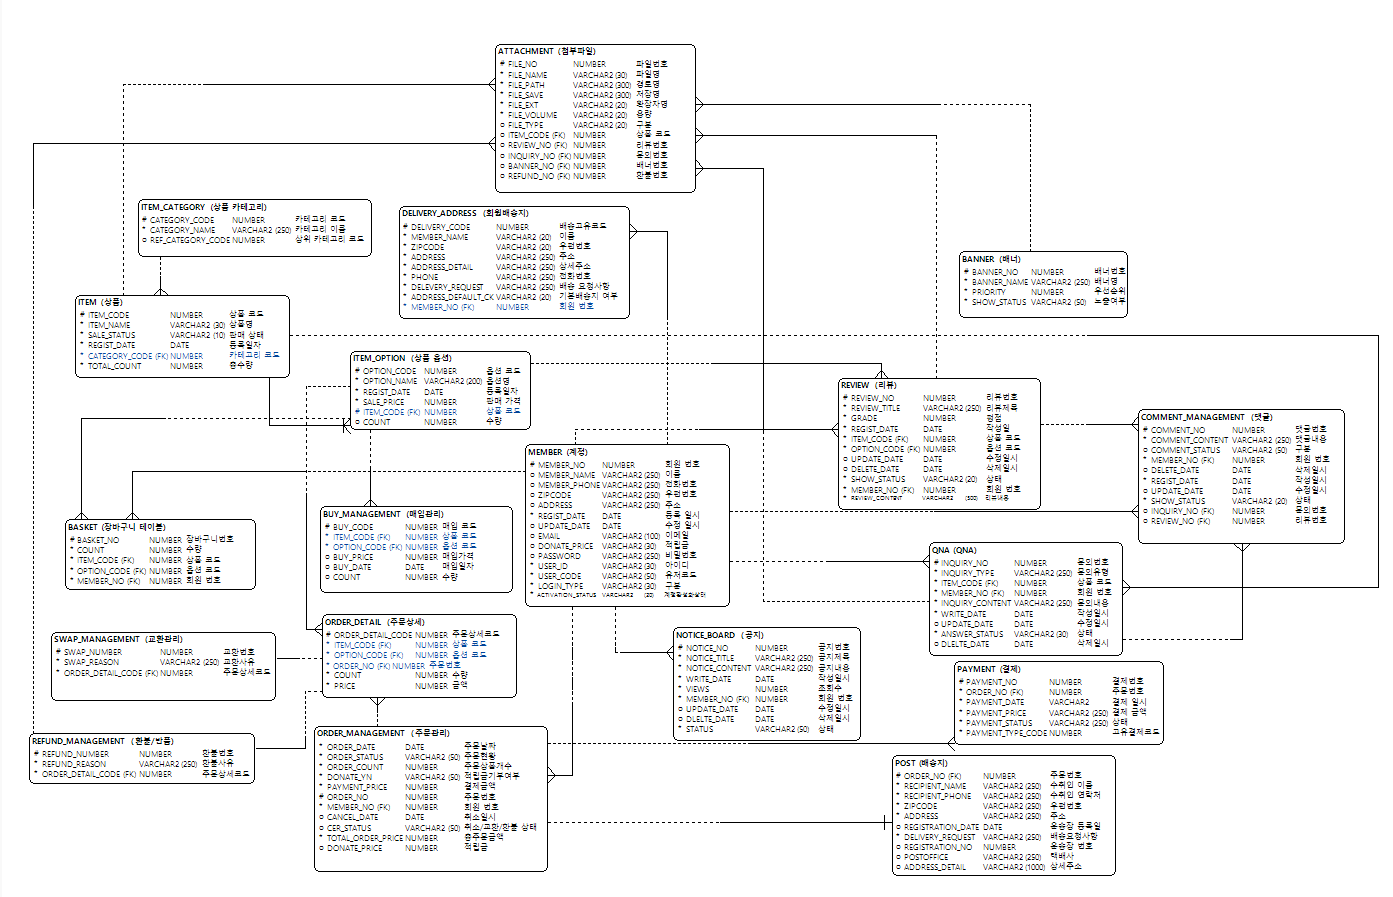 ATTACHMENT (첨부파일)
# FILE_NO NUMBER 파일번호
* FILE_NAME VARCHAR2 (30) 파일명
* FILE_PATH VARCHAR2 (300) 경로명
* FILE_SAVE VARCHAR2 (300) 저장명
* FILE_EXT VARCHAR2 (20) 확장자명
* FILE_VOLUME VARCHAR2 (20) 용량
○ FILE_TYPE VARCHAR2 (20) 구분
○ ITEM_CODE (FK) NUMBER 상품 코드
○ REVIEW_NO (FK) NUMBER 리뷰번호
○ INQUIRY_NO (FK) NUMBER 문의번호
○ BANNER_NO (FK) NUMBER 배너번호
○ REFUND_NO (FK) NUMBER 환불번호
ITEM_CATEGORY (상품 카테고리)
# CATEGORY_CODE NUMBER 카테고리 코드
* CATEGORY_NAME VARCHAR2 (250) 카테고리 이름
○ REF_CATEGORY_CODE NUMBER 상위 카테고리 코드
DELIVERY_ADDRESS (회원배송지)
# DELIVERY_CODE NUMBER 배송고유코드
* MEMBER_NAME VARCHAR2 (20) 이름
* ZIPCODE VARCHAR2 (20) 우편번호
* ADDRESS VARCHAR2 (250) 주소
* ADDRESS_DETAIL VARCHAR2 (250) 상세주소
* PHONE VARCHAR2 (250) 전화번호
* DELEVERY_REQUEST VARCHAR2 (250) 배송 요청사항
* ADDRESS_DEFAULT_CK VARCHAR2 (20) 기본배송지 여부
* MEMBER_NO (FK) NUMBER 회원 번호
BANNER (배너)
# BANNER_NO NUMBER 배너번호
* BANNER_NAME VARCHAR2 (250) 배너명
* PRIORITY NUMBER 우선순위
* SHOW_STATUS VARCHAR2 (50) 노출여부
ITEM (상품)
# ITEM_CODE NUMBER 상품 코드
* ITEM_NAME VARCHAR2 (30) 상품명
* SALE_STATUS VARCHAR2 (10) 판매 상태
* REGIST_DATE DATE 등록일자
* CATEGORY_CODE (FK) NUMBER 카테고리 코드
* TOTAL_COUNT NUMBER 총수량
ITEM_OPTION (상품 옵션)
# OPTION_CODE NUMBER 옵션 코드
* OPTION_NAME VARCHAR2 (200) 옵션명
* REGIST_DATE DATE 등록일자
* SALE_PRICE NUMBER 판매 가격
# ITEM_CODE (FK) NUMBER 상품 코드
○ COUNT NUMBER 수량
REVIEW (리뷰)
# REVIEW_NO NUMBER 리뷰번호
* REVIEW_TITLE VARCHAR2 (250) 리뷰제목
* GRADE NUMBER 평점
* REGIST_DATE DATE 작성일
* ITEM_CODE (FK) NUMBER 상품 코드
* OPTION_CODE (FK) NUMBER 옵션 코드
○ UPDATE_DATE DATE 수정일시
○ DELETE_DATE DATE 삭제일시
* SHOW_STATUS VARCHAR2 (20) 상태
* MEMBER_NO (FK) NUMBER 회원 번호
* REVIEW_CONTENT VARCHAR2 (500) 리뷰내용
COMMENT_MANAGEMENT (댓글)
# COMMENT_NO NUMBER 댓글번호
* COMMENT_CONTENT VARCHAR2 (250) 댓글내용
○ COMMENT_STATUS VARCHAR2 (50) 구분
* MEMBER_NO (FK) NUMBER 회원 번호
○ DELETE_DATE DATE 삭제일시
* REGIST_DATE DATE 작성일시
○ UPDATE_DATE DATE 수정일시
* SHOW_STATUS VARCHAR2 (20) 상태
○ INQUIRY_NO (FK) NUMBER 문의번호
○ REVIEW_NO (FK) NUMBER 리뷰번호
MEMBER (계정)
# MEMBER_NO NUMBER 회원 번호
○ MEMBER_NAME VARCHAR2 (250) 이름
○ MEMBER_PHONE VARCHAR2 (250) 전화번호
○ ZIPCODE VARCHAR2 (250) 우편번호
○ ADDRESS VARCHAR2 (250) 주소
* REGIST_DATE DATE 등록 일시
○ UPDATE_DATE DATE 수정 일시
○ EMAIL VARCHAR2 (100) 이메일
○ DONATE_PRICE VARCHAR2 (30) 적립금
○ PASSWORD VARCHAR2 (250) 비밀번호
* USER_ID VARCHAR2 (30) 아이디
* USER_CODE VARCHAR2 (50) 유저코드
* LOGIN_TYPE VARCHAR2 (30) 구분
* ACTIVATION_STATUS VARCHAR2 (20) 계정활성화상태
BUY_MANAGEMENT (매입관리)
# BUY_CODE NUMBER 매입 코드
* ITEM_CODE (FK) NUMBER 상품 코드
* OPTION_CODE (FK) NUMBER 옵션 코드
○ BUY_PRICE NUMBER 매입가격
○ BUY_DATE DATE 매입일자
○ COUNT NUMBER 수량
BASKET (장바구니 테이블)
# BASKET_NO NUMBER 장바구니번호
* COUNT NUMBER 수량
* ITEM_CODE (FK) NUMBER 상품 코드
* OPTION_CODE (FK) NUMBER 옵션 코드
* MEMBER_NO (FK) NUMBER 회원 번호
QNA (QNA)
# INQUIRY_NO NUMBER 문의번호
* INQUIRY_TYPE VARCHAR2 (250) 문의유형
* ITEM_CODE (FK) NUMBER 상품 코드
* MEMBER_NO (FK) NUMBER 회원 번호
* INQUIRY_CONTENT VARCHAR2 (250) 문의내용
* WRITE_DATE DATE 작성일시
○ UPDATE_DATE DATE 수정일시
* ANSWER_STATUS VARCHAR2 (30) 상태
○ DLELTE_DATE DATE 삭제일시
ORDER_DETAIL (주문상세)
# ORDER_DETAIL_CODE NUMBER 주문상세코드
* ITEM_CODE (FK) NUMBER 상품 코드
* OPTION_CODE (FK) NUMBER 옵션 코드
* ORDER_NO (FK) NUMBER 주문번호
* COUNT NUMBER 수량
* PRICE NUMBER 금액
SWAP_MANAGEMENT (교환관리)
# SWAP_NUMBER NUMBER 교환번호
* SWAP_REASON VARCHAR2 (250) 교환사유
* ORDER_DETAIL_CODE (FK) NUMBER 주문상세코드
NOTICE_BOARD (공지)
# NOTICE_NO NUMBER 공지번호
* NOTICE_TITLE VARCHAR2 (250) 공지제목
* NOTICE_CONTENT VARCHAR2 (250) 공지내용
* WRITE_DATE DATE 작성일시
* VIEWS NUMBER 조회수
* MEMBER_NO (FK) NUMBER 회원 번호
○ UPDATE_DATE DATE 수정일시
○ DLELTE_DATE DATE 삭제일시
* STATUS VARCHAR2 (50) 상태
PAYMENT (결제)
# PAYMENT_NO NUMBER 결제번호
* ORDER_NO (FK) NUMBER 주문번호
* PAYMENT_DATE VARCHAR2 결제 일시
* PAYMENT_PRICE VARCHAR2 (250) 결제 금액
* PAYMENT_STATUS VARCHAR2 (250) 상태
* PAYMENT_TYPE_CODE NUMBER 고유결제코드
REFUND_MANAGEMENT (환불/반품)
# REFUND_NUMBER NUMBER 환불번호
* REFUND_REASON VARCHAR2 (250) 환불사유
* ORDER_DETAIL_CODE (FK) NUMBER 주문상세코드
ORDER_MANAGEMENT (주문관리)
* ORDER_DATE DATE 주문날짜
* ORDER_STATUS VARCHAR2 (50) 주문현황
* ORDER_COUNT NUMBER 주문상품개수
* DONATE_YN VARCHAR2 (50) 적립금기부여부
* PAYMENT_PRICE NUMBER 결제금액
# ORDER_NO NUMBER 주문번호
* MEMBER_NO (FK) NUMBER 회원 번호
○ CANCEL_DATE DATE 취소일시
○ CER_STATUS VARCHAR2 (50) 취소/교환/환불 상태
* TOTAL_ORDER_PRICE NUMBER 총주문금액
○ DONATE_PRICE NUMBER 적립금
POST (배송지)
# ORDER_NO (FK) NUMBER 주문번호
* RECIPIENT_NAME VARCHAR2 (250) 수취인 이름
* RECIPIENT_PHONE VARCHAR2 (250) 수취인 연락처
* ZIPCODE VARCHAR2 (250) 우편번호
* ADDRESS VARCHAR2 (250) 주소
○ REGISTRATION_DATE DATE 운송장 등록일
* DELIVERY_REQUEST VARCHAR2 (250) 배송요청사항
○ REGISTRATION_NO NUMBER 운송장 번호
○ POSTOFFICE VARCHAR2 (250) 택배사
○ ADDRESS_DETAIL VARCHAR2 (1000) 상세주소